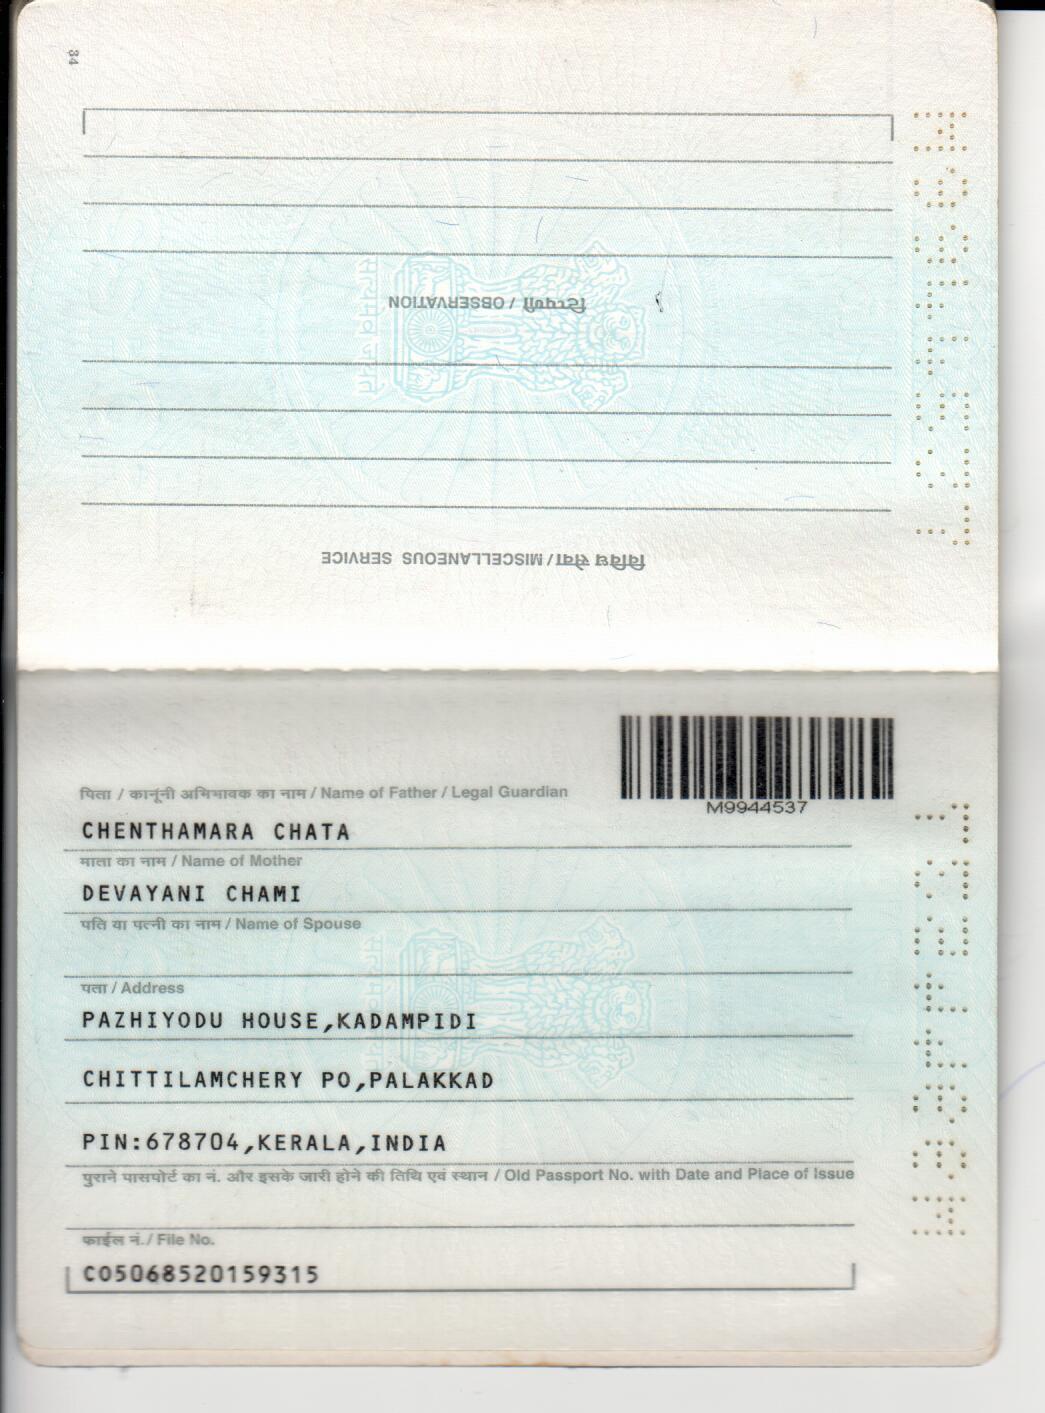 34
टिप्पणी / OBSERVATION
विविध सेवा / MISCELLANEOUS SERVICE
M9944537
पिता / कानूनी अभिभावक का नाम / Name of Father / Legal Guardian
CHENTHAMARA CHATA
माता का नाम / Name of Mother
DEVAYANI CHAMI
पति या पत्नी का नाम / Name of Spouse
पता / Address
PAZHIYODU HOUSE,KADAMPIDI
CHITTILAMCHERY PO,PALAKKAD
PIN:678704,KERALA,INDIA
पुराने पासपोर्ट का नं. और इसके जारी होने की तिथि एवं स्थान / Old Passport No. with Date and Place of Issue
फाईल नं. / File No.
C05068520159315